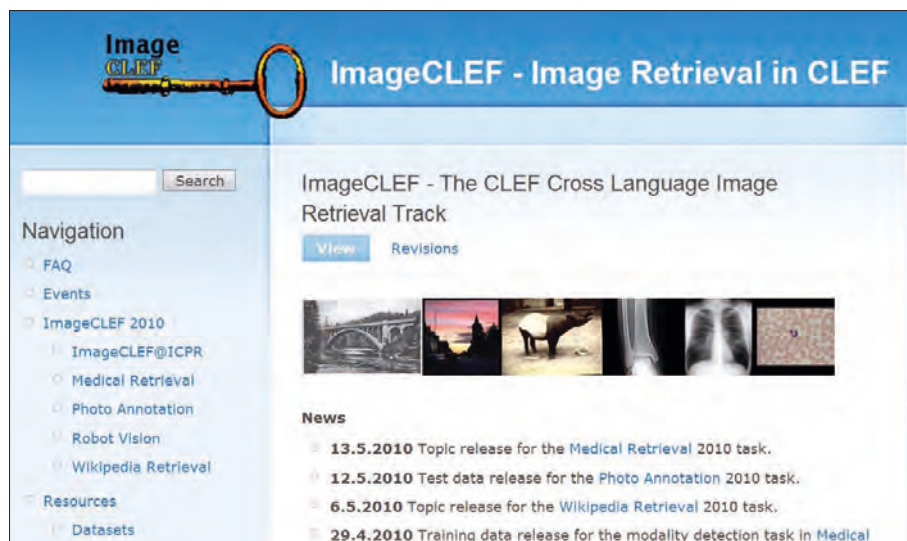 Image
CLEF
ImageCLEF - Image Retrieval in CLEF
Search
Navigation
FAQ
Events
ImageCLEF 2010
ImageCLEF@ICPR
Medical Retrieval
Photo Annotation
Robot Vision
Wikipedia Retrieval
Resources
Datasets
ImageCLEF - The CLEF Cross Language Image
Retrieval Track
View Revisions
News
13.5.2010 Topic release for the Medical Retrieval 2010 task.
12.5.2010 Test data release for the Photo Annotation 2010 task.
6.5.2010 Topic release for the Wikipedia Retrieval 2010 task.
29.4.2010 Training data release for the modality detection task in Medical